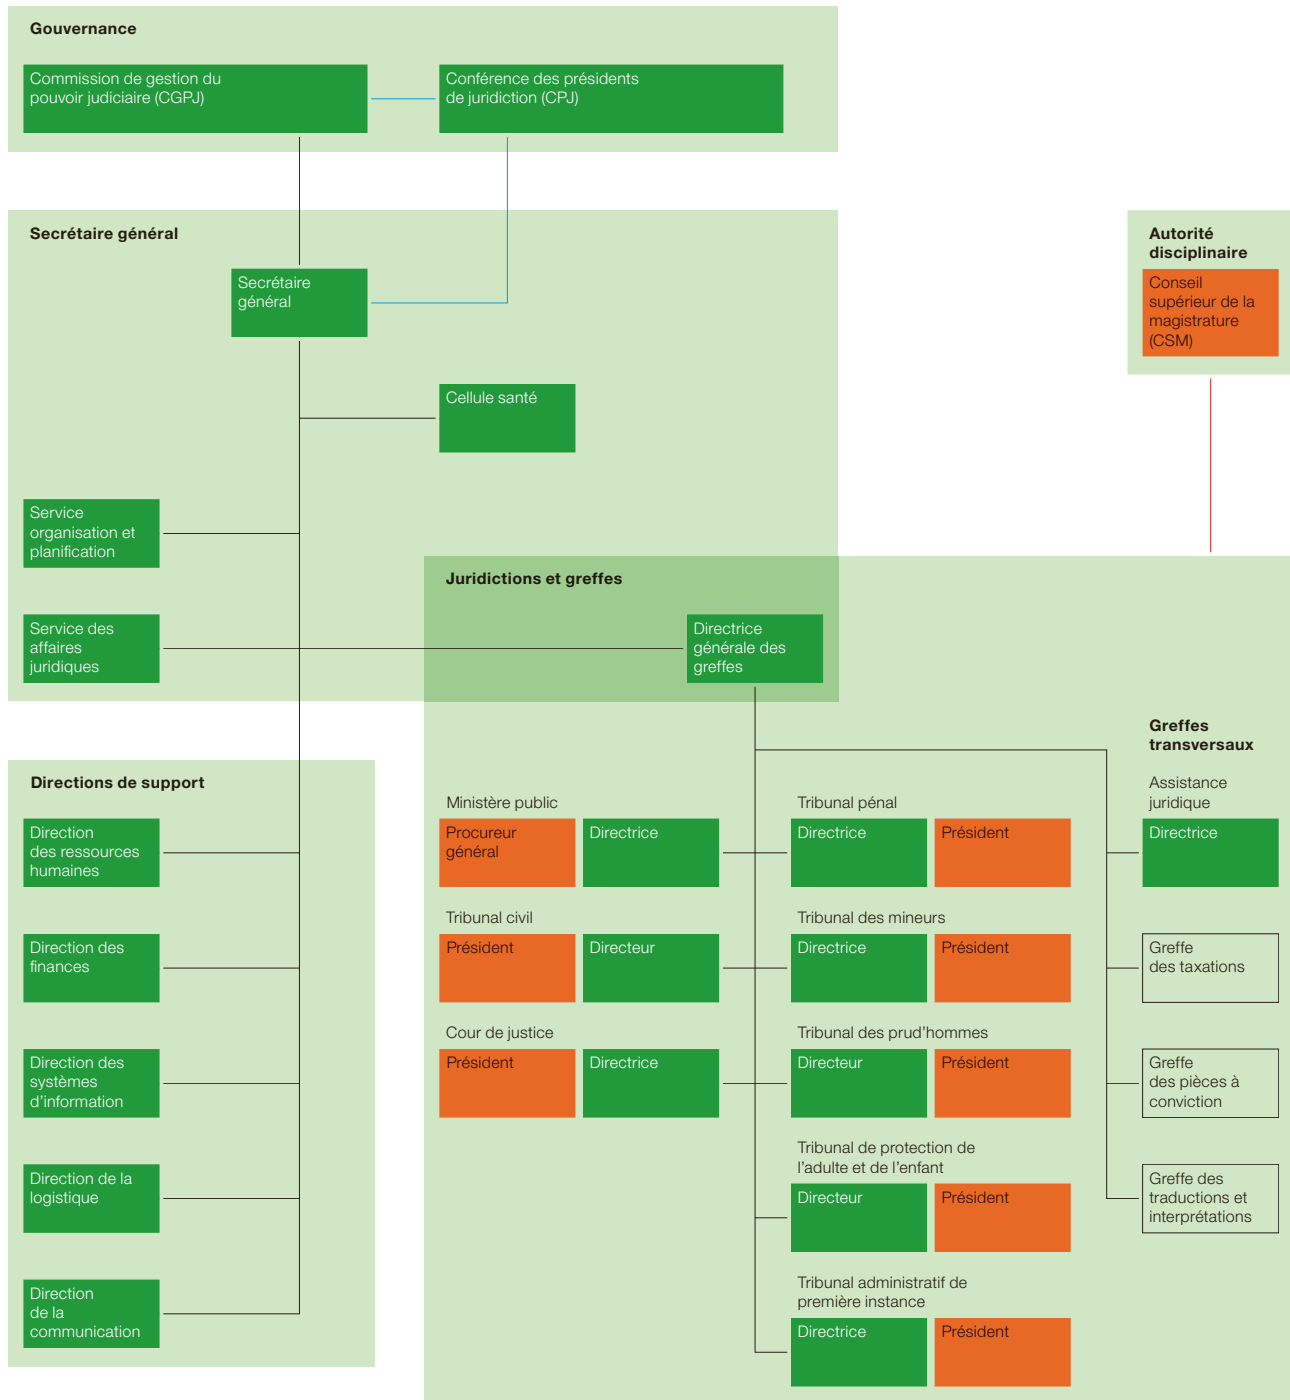 Gouvernance
Commission de gestion du
pouvoir judiciaire (CGPJ)
Conférence des présidents
de juridiction (CPJ)
Secrétaire général
Secrétaire
général
Cellule santé
Service
organisation et
planification
Service des
affaires
juridiques
Autorité
disciplinaire
Conseil
supérieur de la
magistrature
(CSM)
Juridictions et greffes
Directrice
générale des
greffes
Directions de support
Direction
des ressources
humaines
Direction des
finances
Direction des
systèmes
d’information
Direction de la
logistique
Direction
de la
communication
Ministère public
Procureur
général
Directrice
Tribunal civil
Président
Directeur
Cour de justice
Président
Directrice
Tribunal pénal
Directrice
Président
Tribunal des mineurs
Directrice
Président
Tribunal des prud’hommes
Directeur
Président
Tribunal de protection de
l’adulte et de l’enfant
Directeur
Président
Tribunal administratif de
première instance
Directrice
Président
Greffes
transversaux
Assistance
juridique
Directrice
Greffe
des taxations
Greffe
des pièces à
conviction
Greffe des
traductions et
interprétations